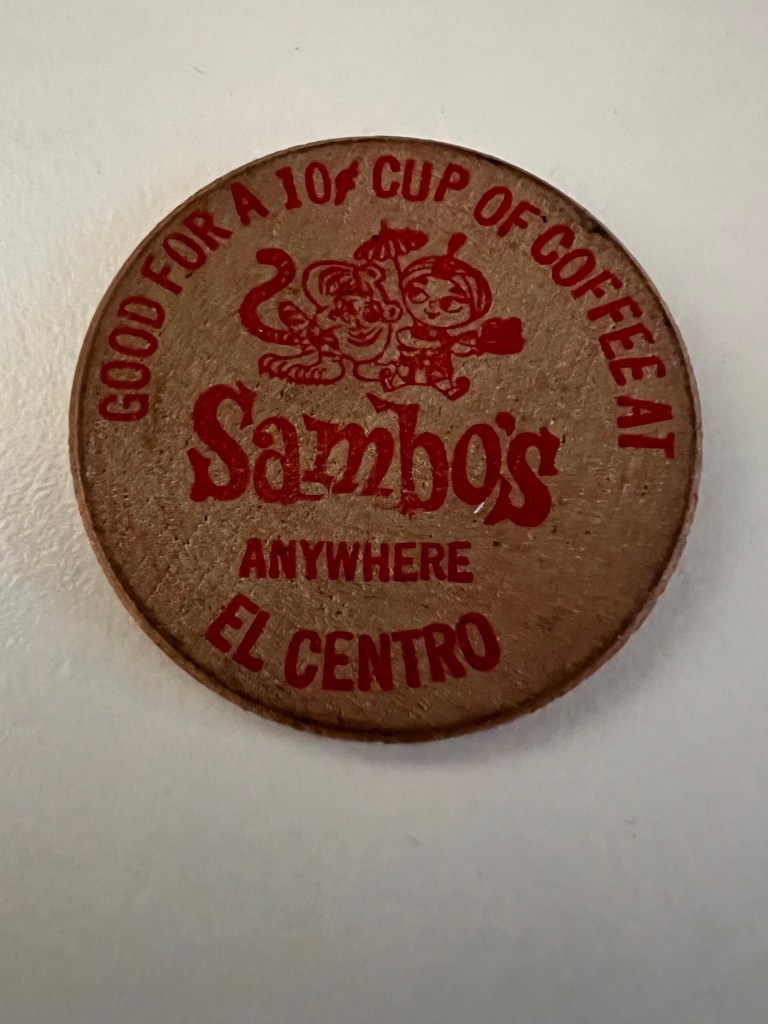 GOOD FOR A 10¢ CUP OF COFFEE AT
Sambo's
ANYWHERE
EL CENTRO